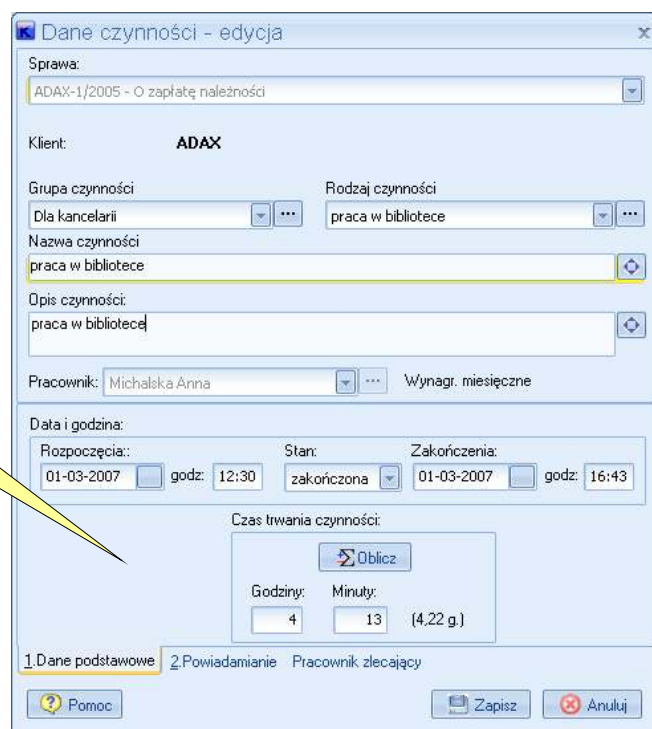 Dane czynności - edycja
Sprawa:
ADAX-1/2005 - O zapłatę należności
Klient: ADAX
Grupa czynności Rodzaj czynności
Dla kancelarii ... praca w bibliotece ...
Nazwa czynności
praca w bibliotece
Opis czynności:
praca w bibliotece
Pracownik: Michalska Anna ... Wynagr. miesięczne
Data i godzina:
Rozpoczęcia:: Stan: Zakończenia:
01-03-2007 godz: 12:30 zakończona 01-03-2007 godz: 16:43
Czas trwania czynności:
Oblicz
Godziny: Minuty:
4 13 (4,22 g.)
1.Dane podstawowe 2.Powiadamianie Pracownik zlecający
Pomoc Zapisz Anuluj